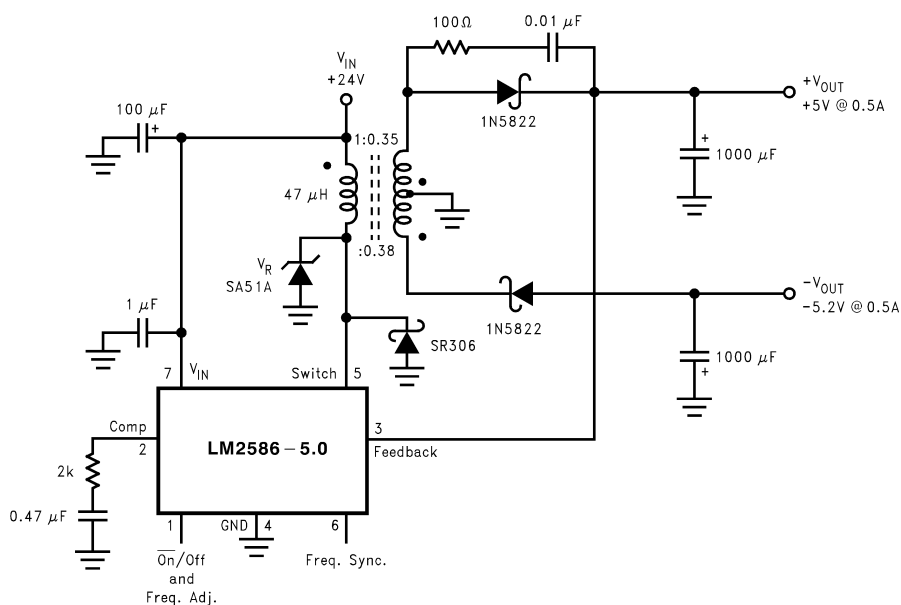 100Ω
0.01 μF
V_IN
+24V
100 μF
+
1:0.35
1N5822
+V_OUT
+5V @ 0.5A
+
1000 μF
47 μH
:0.38
V_R
SA51A
1 μF
1N5822
−V_OUT
−5.2V @ 0.5A
SR306
1000 μF
+
7
V_IN
Switch
5
Comp
2
LM2586 − 5.0
3
Feedback
2k
0.47 μF
1
GND
4
6
O̅n̅/Off
and
Freq. Adj.
Freq. Sync.